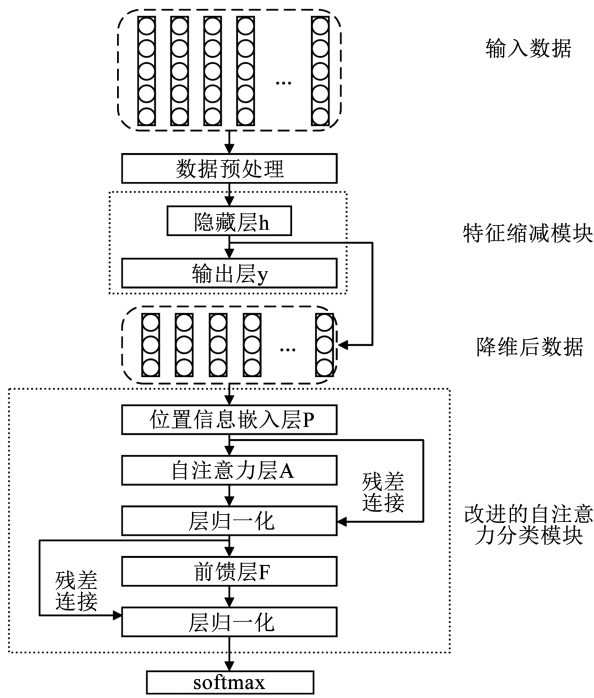 输入数据
...
数据预处理
隐藏层h
特征缩减模块
输出层y
...
降维后数据
位置信息嵌入层P
自注意力层A
残差
连接
层归一化
改进的自注意
力分类模块
前馈层F
残差
连接
层归一化
softmax